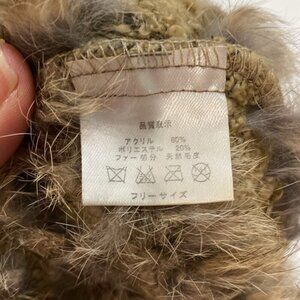 品質表示
アクリル 80%
ポリエステル 20%
ファー部分 天然毛皮
フリーサイズ